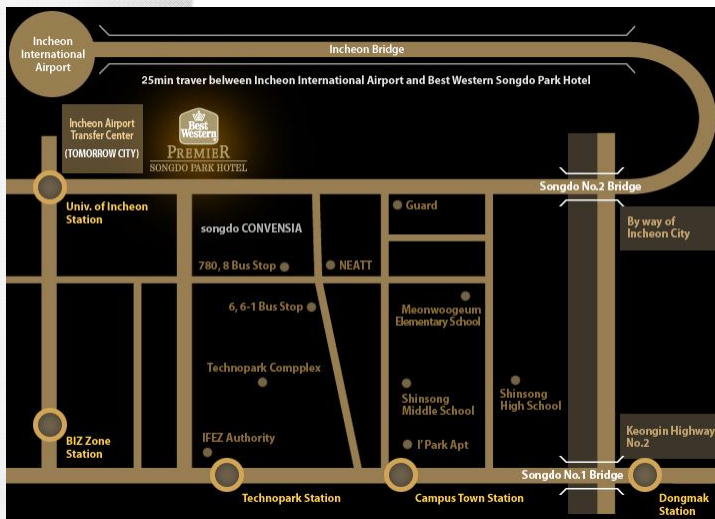 Incheon
International
Airport
Incheon Bridge
25min traver belween Incheon International Airport and Best Western Songdo Park Hotel
Incheon Airport
Transfer Center
(TOMORROW CITY)
Best
Western
PREMIER
SONGDO PARK HOTEL
Songdo No.2 Bridge
Univ. of Incheon
Station
Guard
By way of
Incheon City
songdo CONVENSIA
780, 8 Bus Stop
NEATT
6, 6-1 Bus Stop
Meonwoogeum
Elementary School
Technopark Compplex
Shinsong
Middle School
Shinsong
High School
IFEZ Authority
I' Park Apt
Keongin Highway
No.2
BIZ Zone
Station
Songdo No.1 Bridge
Technopark Station
Campus Town Station
Dongmak
Station